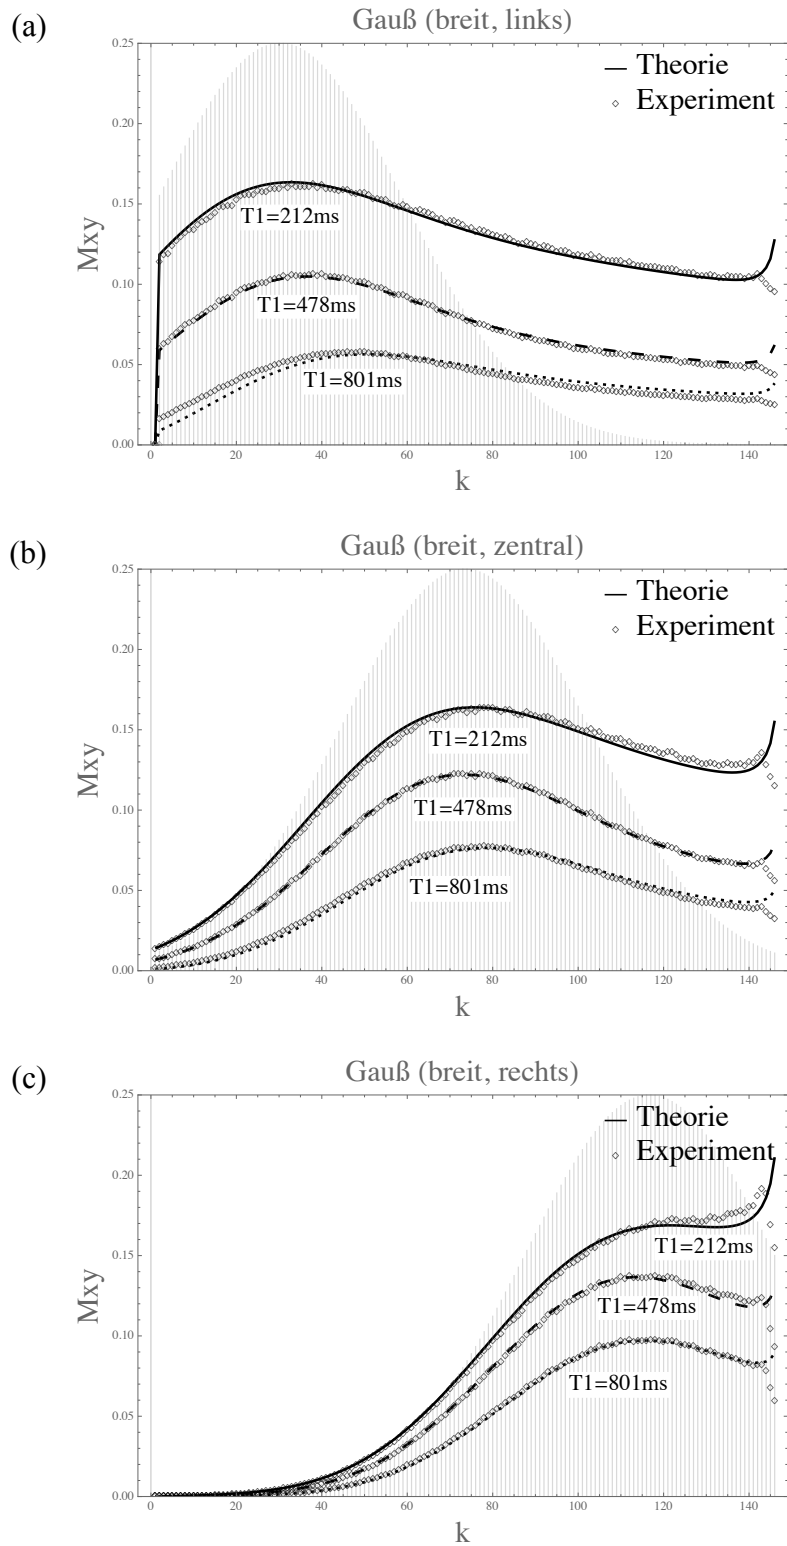 (a)
Gauß (breit, links)
0.25
0.20
0.15
0.10
0.05
0.00
Mxy
Theorie
Experiment
T1=212ms
T1=478ms
T1=801ms
0 20 40 60 80 100 120 140
k
(b)
Gauß (breit, zentral)
0.25
0.20
0.15
0.10
0.05
0.00
Mxy
Theorie
Experiment
T1=212ms
T1=478ms
T1=801ms
0 20 40 60 80 100 120 140
k
(c)
Gauß (breit, rechts)
0.25
0.20
0.15
0.10
0.05
0.00
Mxy
Theorie
Experiment
T1=212ms
T1=478ms
T1=801ms
0 20 40 60 80 100 120 140
k